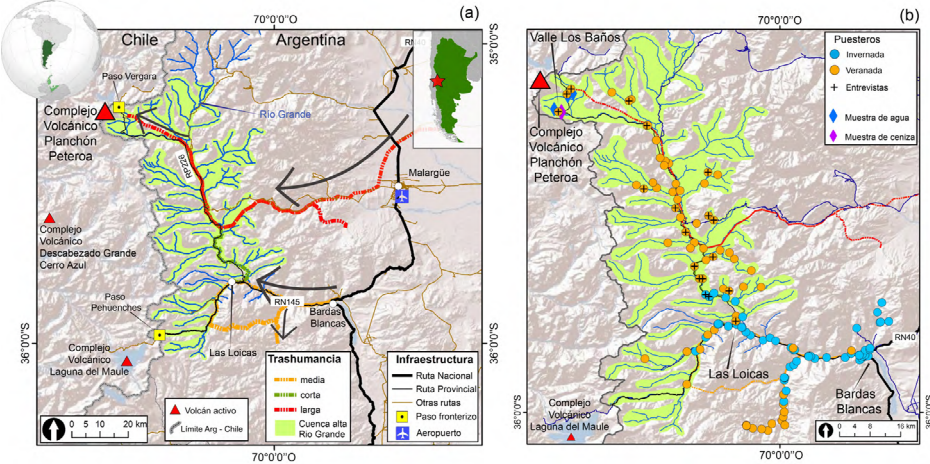 (a)
Chile
Argentina
70°0'0"O
35°0'0"S
Paso Vergara
Complejo
Volcánico
Planchón
Peteroa
Río Grande
RP226
Malargüe
Complejo
Volcánico
Descabezado Grande
Cerro Azul
Paso
Pehuenches
RN145
Bardas
Blancas
Las Loicas
36°0'0"S
Complejo
Volcánico
Laguna del Maule
0 10 20 km
Volcán activo
Límite Arg - Chile
Trashumancia
media
corta
larga
Cuenca alta
Río Grande
Infraestructura
Ruta Nacional
Ruta Provincial
Otras rutas
Paso fronterizo
Aeropuerto
70°0'0"O
(b)
70°0'0"O
35°0'0"S
Valle Los Baños
Complejo
Volcánico
Planchón
Peteroa
Puesteros
Invernada
Veranada
Entrevistas
Muestra de agua
Muestra de ceniza
RN40
Las Loicas
Bardas
Blancas
36°0'0"S
Complejo
Volcánico
Laguna del Maule
0 4 8 16 km
70°0'0"O